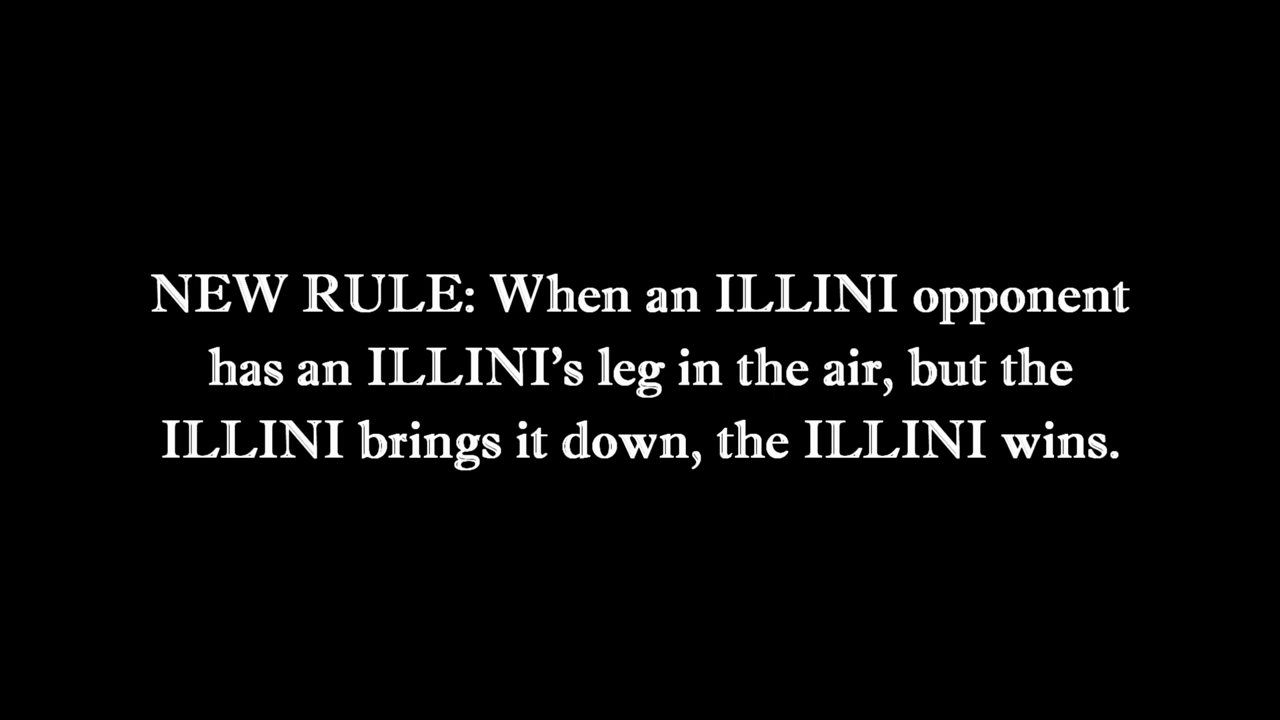 NEW RULE: When an ILLINI opponent
has an ILLINI’s leg in the air, but the
ILLINI brings it down, the ILLINI wins.